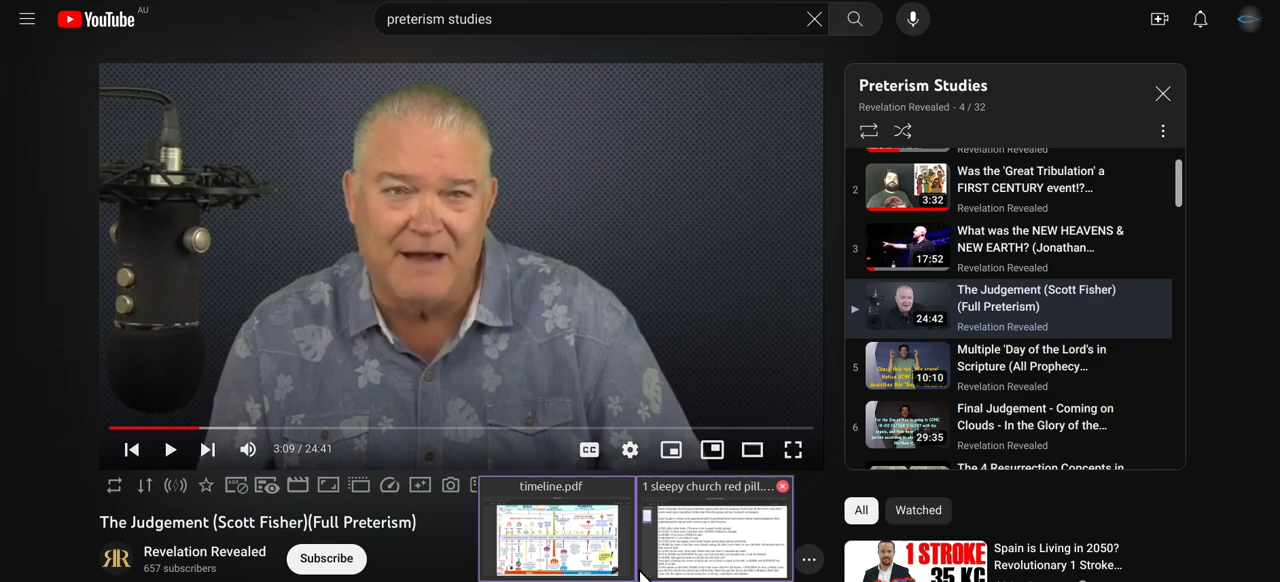 YouTube AU
preterism studies
Preterism Studies
Revelation Revealed - 4 / 32
Revelation Revealed
2
Was the 'Great Tribulation' a
FIRST CENTURY event!?...
3:32
Revelation Revealed
3
What was the NEW HEAVENS &
NEW EARTH? (Jonathan...
17:52
Revelation Revealed
The Judgement (Scott Fisher)
(Full Preterism)
24:42
Revelation Revealed
5
Multiple 'Day of the Lord's in
Scripture (All Prophecy...
10:10
Revelation Revealed
6
Final Judgement - Coming on
Clouds - In the Glory of the...
29:35
Revelation Revealed
The 4 Resurrection Concepts in
3:09 / 24:41
CC
timeline.pdf
1 sleepy church red pill....
The Judgement (Scott Fisher)(Full Preterism)
RR
Revelation Revealed
657 subscribers
Subscribe
All
Watched
1 STROKE
35 KG
Spain is Living in 2050?
Revolutionary 1 Stroke...